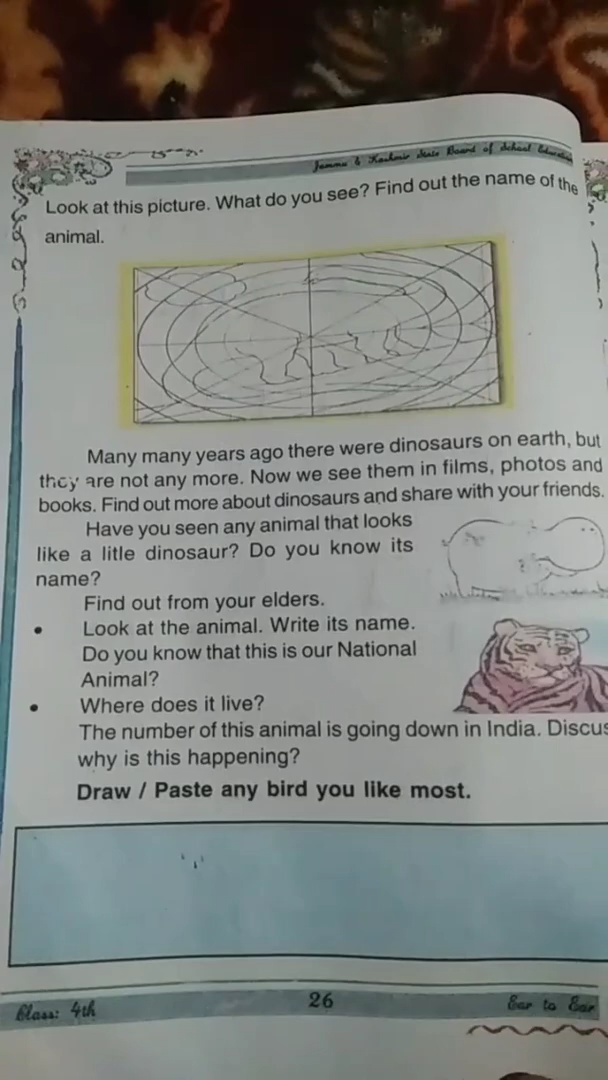 Jammu & Kashmir State Board of School Education
Look at this picture. What do you see? Find out the name of the
animal.
Many many years ago there were dinosaurs on earth, but
they are not any more. Now we see them in films, photos and
books. Find out more about dinosaurs and share with your friends.
Have you seen any animal that looks
like a litle dinosaur? Do you know its
name?
Find out from your elders.
• Look at the animal. Write its name.
Do you know that this is our National
Animal?
• Where does it live?
The number of this animal is going down in India. Discus
why is this happening?
Draw / Paste any bird you like most.
Class: 4th
26
Ear to Ear